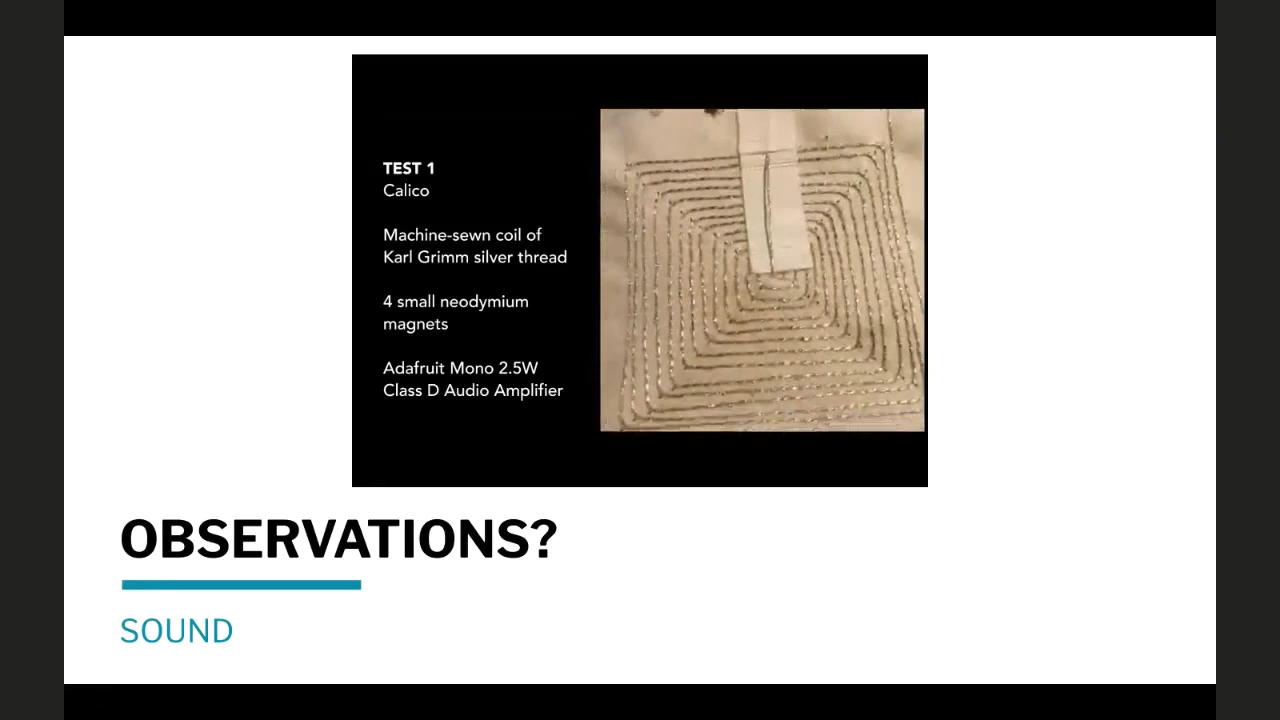 TEST 1
Calico
Machine-sewn coil of
Karl Grimm silver thread
4 small neodymium
magnets
Adafruit Mono 2.5W
Class D Audio Amplifier
OBSERVATIONS?
SOUND